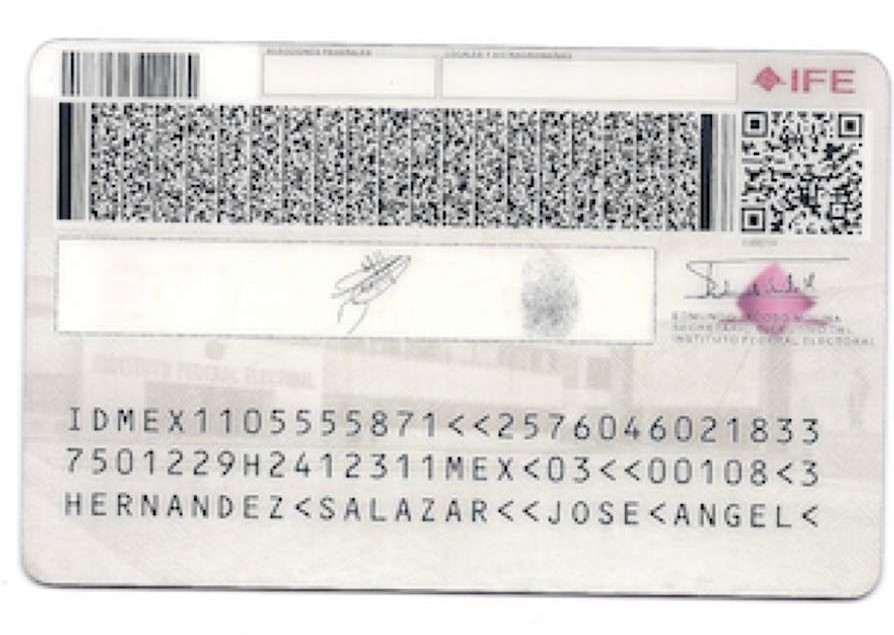 ELECCIONES FEDERALES
LOCALES Y EXTRAORDINARIAS
IFE
EDMUNDO JACOBO MOLINA
SECRETARIO EJECUTIVO DEL
INSTITUTO FEDERAL ELECTORAL
INSTITUTO FEDERAL ELECTORAL
IDMEX1105555871<<2576046021833
7501229H2412311MEX<03<<00108<3
HERNANDEZ<SALAZAR<<JOSE<ANGEL<